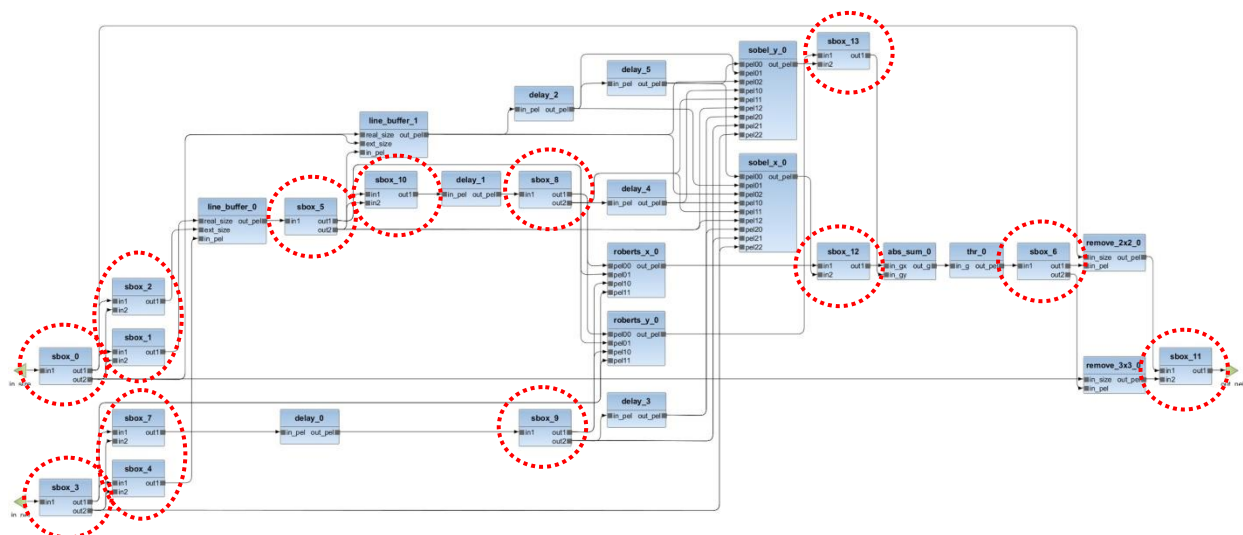 sbox_13
in1 out1
in2
sobel_y_0
pel00 out_pel
pel01
pel02
pel10
pel11
pel12
pel20
pel21
pel22
delay_5
in_pel out_pel
delay_2
in_pel out_pel
line_buffer_1
real_size out_pel
ext_size
in_pel
sobel_x_0
pel00 out_pel
pel01
pel02
pel10
pel11
pel12
pel20
pel21
pel22
sbox_10
in1 out1
in2
delay_1
in_pel out_pel
sbox_8
in1 out1
out2
delay_4
in_pel out_pel
line_buffer_0
real_size out_pel
ext_size
in_pel
sbox_5
in1 out1
out2
roberts_x_0
pel00 out_pel
pel01
pel10
pel11
sbox_12
in1 out1
in2
abs_sum_0
in_gx out_g
in_gy
thr_0
in_g out_pel
sbox_6
in1 out1
out2
remove_2x2_0
in_size out_pel
in_pel
sbox_2
in1 out1
in2
roberts_y_0
pel00 out_pel
pel01
pel10
pel11
sbox_1
in1 out1
in2
sbox_0
in1 out1
out2
in_size
remove_3x3_0
in_size out_pel
in_pel
sbox_11
in1 out1
in2
out_pel
sbox_7
in1 out1
in2
delay_0
in_pel out_pel
sbox_9
in1 out1
out2
delay_3
in_pel out_pel
sbox_4
in1 out1
in2
sbox_3
in1 out1
out2
in_pel